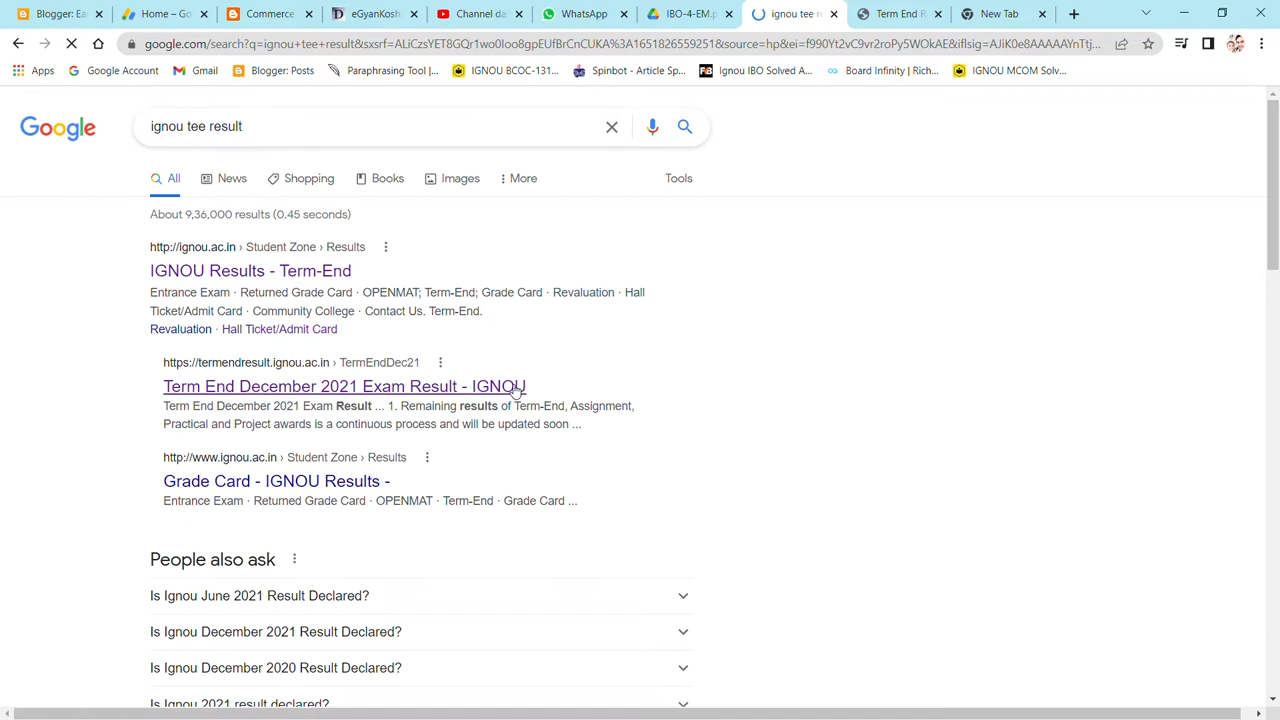 Blogger: Ea
Home – Go
Commerce
eGyanKosh
Channel da
WhatsApp
IBO-4-EM.p
ignou tee re
Term End R
New Tab
google.com/search?q=ignou+tee+result&sxsrf=
Apps
Google Account
Gmail
Blogger: Posts
Paraphrasing Tool |...
IGNOU BCOC-131...
Spinbot - Article Sp...
Ignou IBO Solved A...
Board Infinity | Rich...
IGNOU MCOM Solv...
Google
ignou tee result
All News Shopping Books Images More Tools
About 9,36,000 results (0.45 seconds)
http://ignou.ac.in › Student Zone › Results
IGNOU Results - Term-End
Entrance Exam · Returned Grade Card · OPENMAT; Term-End; Grade Card · Revaluation · Hall
Ticket/Admit Card · Community College · Contact Us. Term-End.
Revaluation · Hall Ticket/Admit Card
https://termendresult.ignou.ac.in › TermEndDec21
Term End December 2021 Exam Result - IGNOU
Term End December 2021 Exam Result ... 1. Remaining results of Term-End, Assignment,
Practical and Project awards is a continuous process and will be updated soon ...
http://www.ignou.ac.in › Student Zone › Results
Grade Card - IGNOU Results -
Entrance Exam · Returned Grade Card · OPENMAT · Term-End · Grade Card ...
People also ask
Is Ignou June 2021 Result Declared?
Is Ignou December 2021 Result Declared?
Is Ignou December 2020 Result Declared?
Is Ignou 2021 result declared?